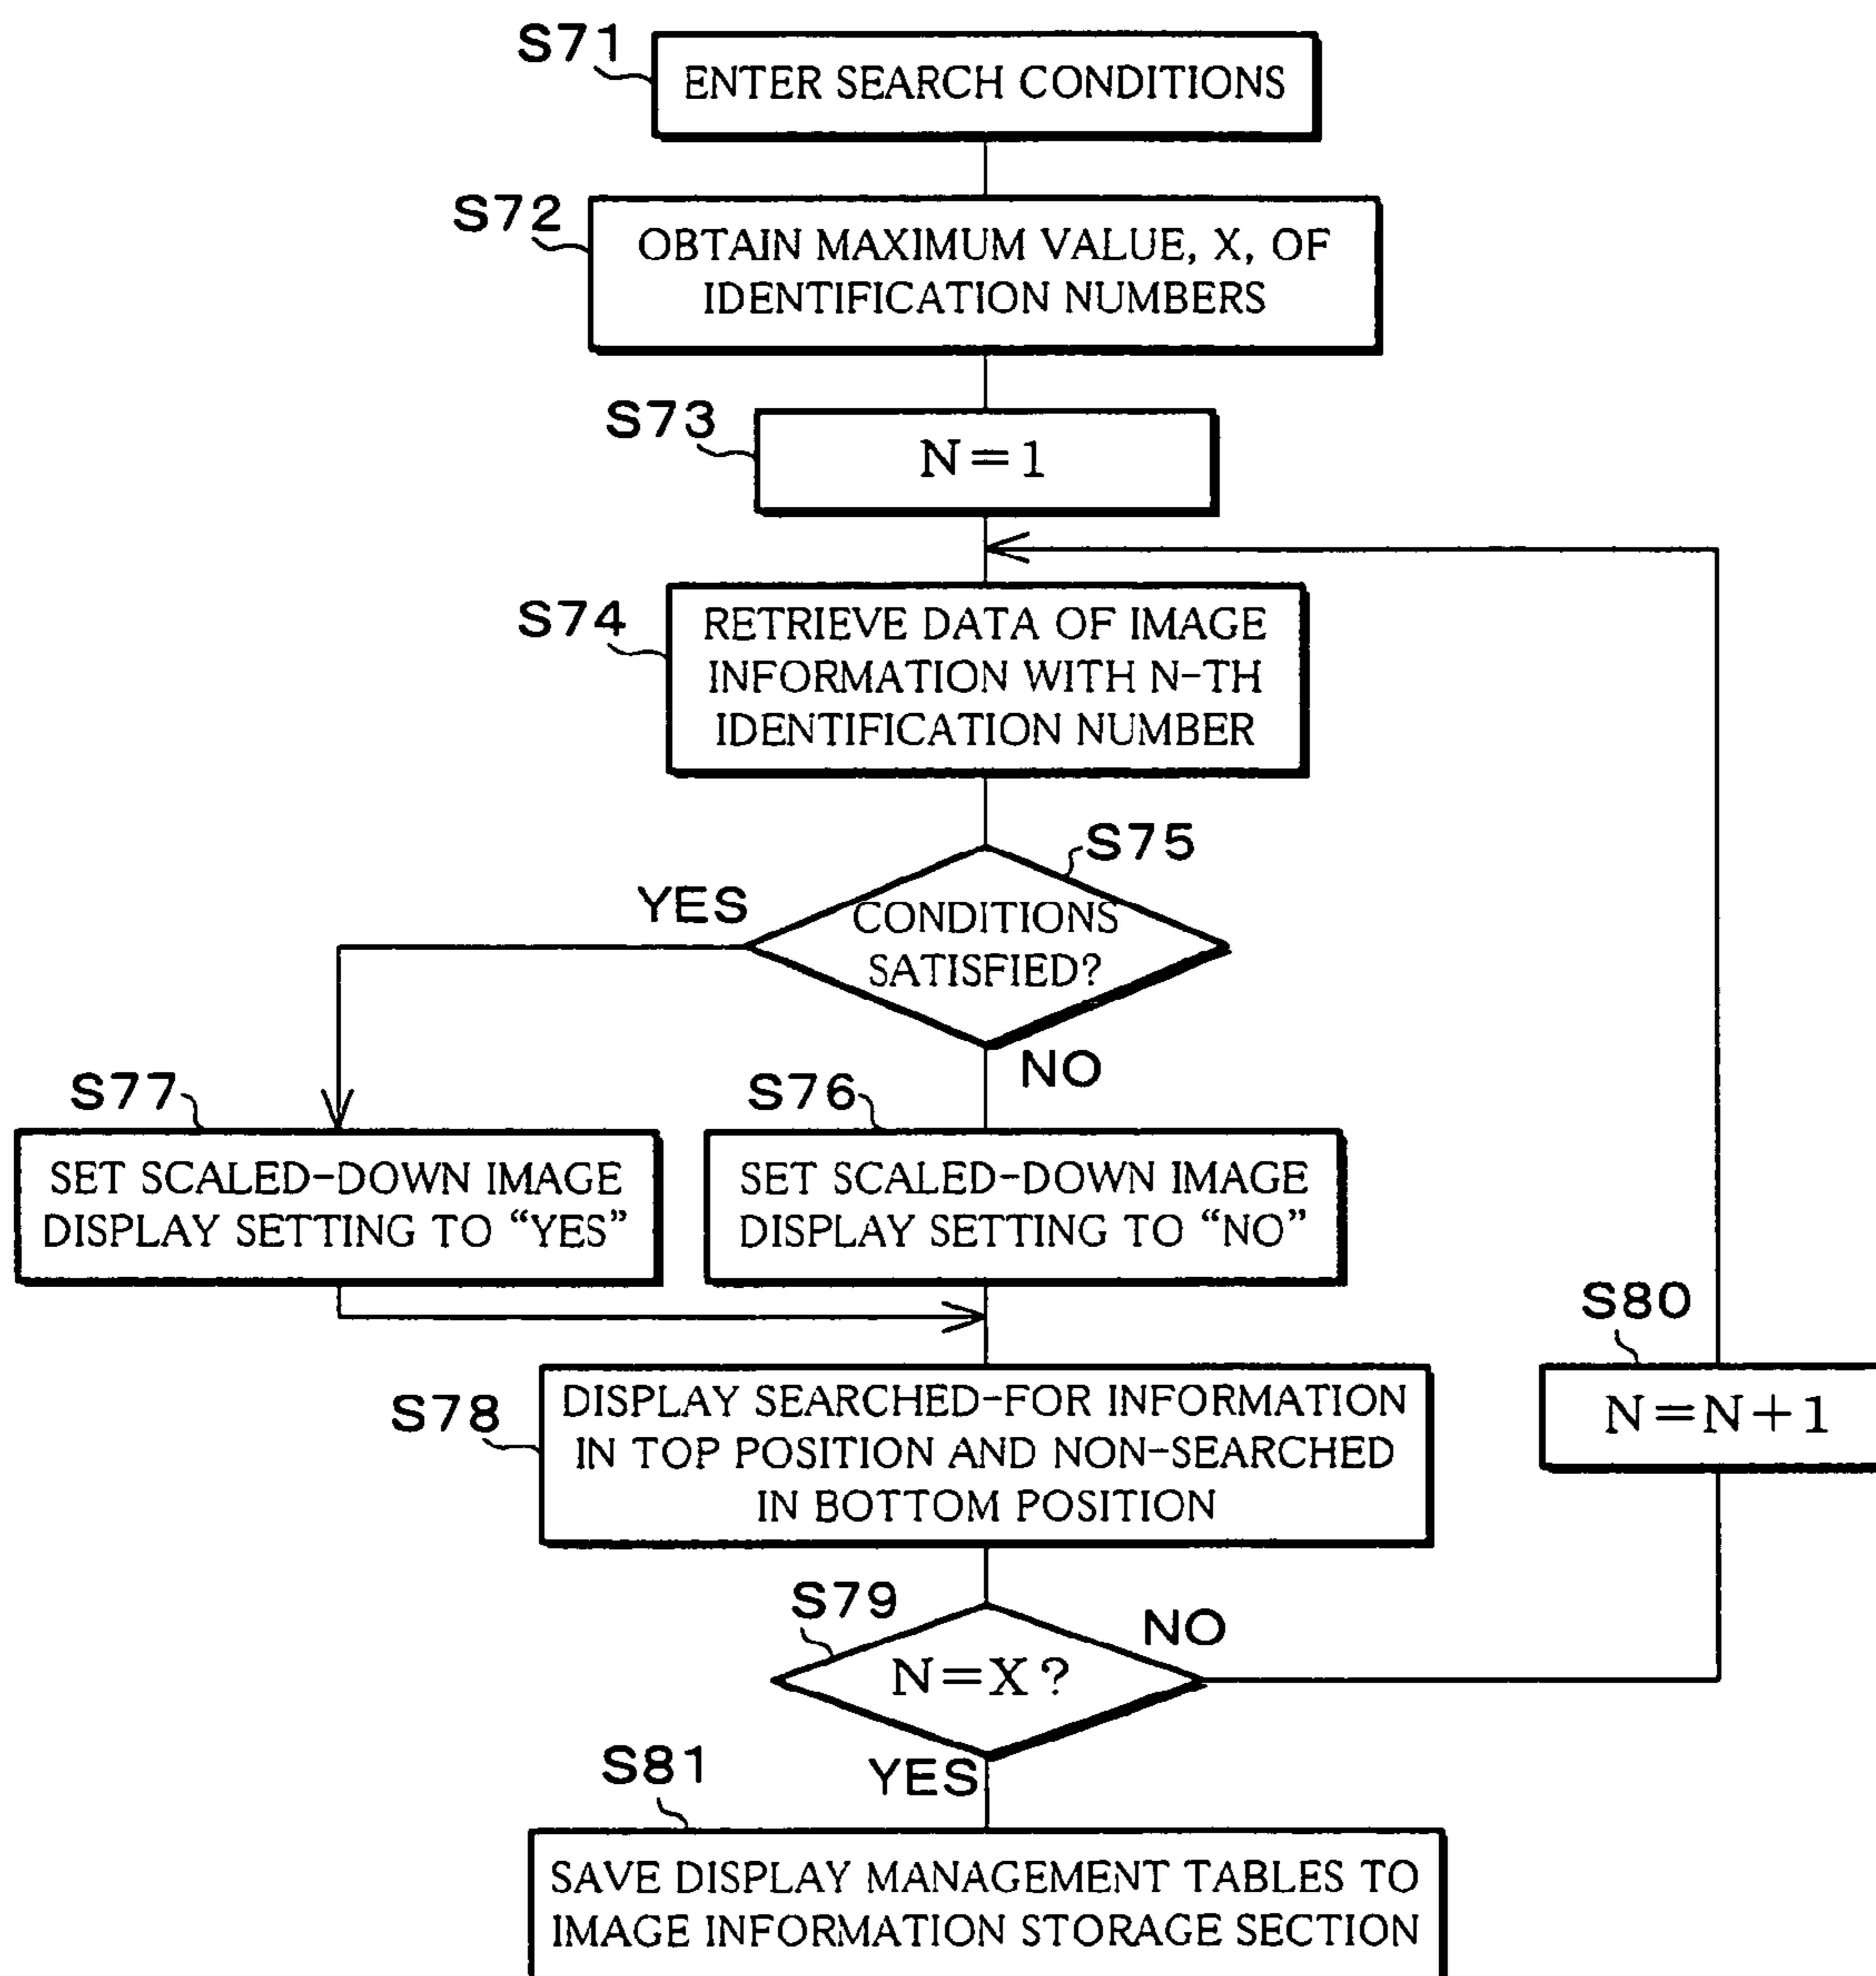 S71
ENTER SEARCH CONDITIONS
S72
OBTAIN MAXIMUM VALUE, X, OF
IDENTIFICATION NUMBERS
S73
N=1
S74
RETRIEVE DATA OF IMAGE
INFORMATION WITH N-TH
IDENTIFICATION NUMBER
S75
YES
CONDITIONS
SATISFIED?
NO
S77
SET SCALED-DOWN IMAGE
DISPLAY SETTING TO “YES”
S76
SET SCALED-DOWN IMAGE
DISPLAY SETTING TO “NO”
S78
DISPLAY SEARCHED-FOR INFORMATION
IN TOP POSITION AND NON-SEARCHED
IN BOTTOM POSITION
S80
N=N+1
S79
N=X?
NO
YES
S81
SAVE DISPLAY MANAGEMENT TABLES TO
IMAGE INFORMATION STORAGE SECTION